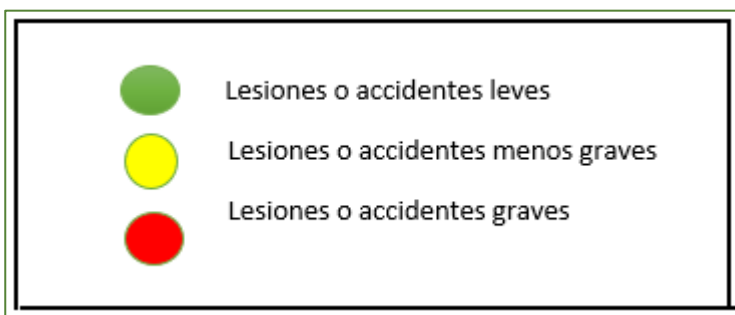 Lesiones o accidentes leves
Lesiones o accidentes menos graves
Lesiones o accidentes graves